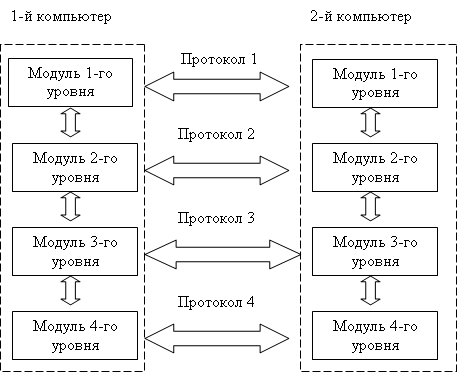 1-й компьютер
2-й компьютер
Протокол 1
Модуль 1-го
уровня
Модуль 1-го
уровня
Протокол 2
Модуль 2-го
уровня
Модуль 2-го
уровня
Протокол 3
Модуль 3-го
уровня
Модуль 3-го
уровня
Протокол 4
Модуль 4-го
уровня
Модуль 4-го
уровня